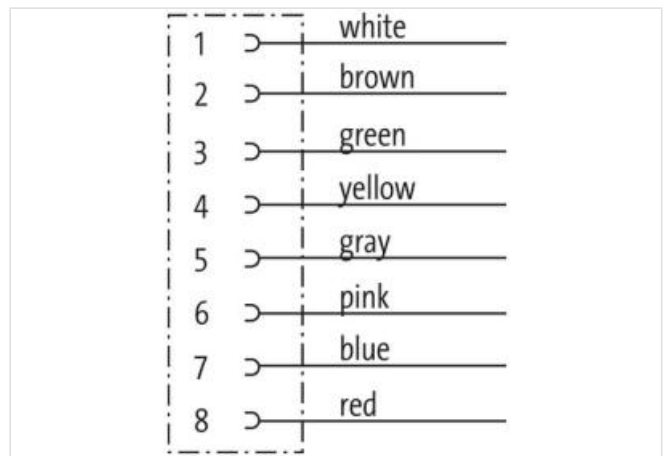 1 white
2 brown
3 green
4 yellow
5 gray
6 pink
7 blue
8 red